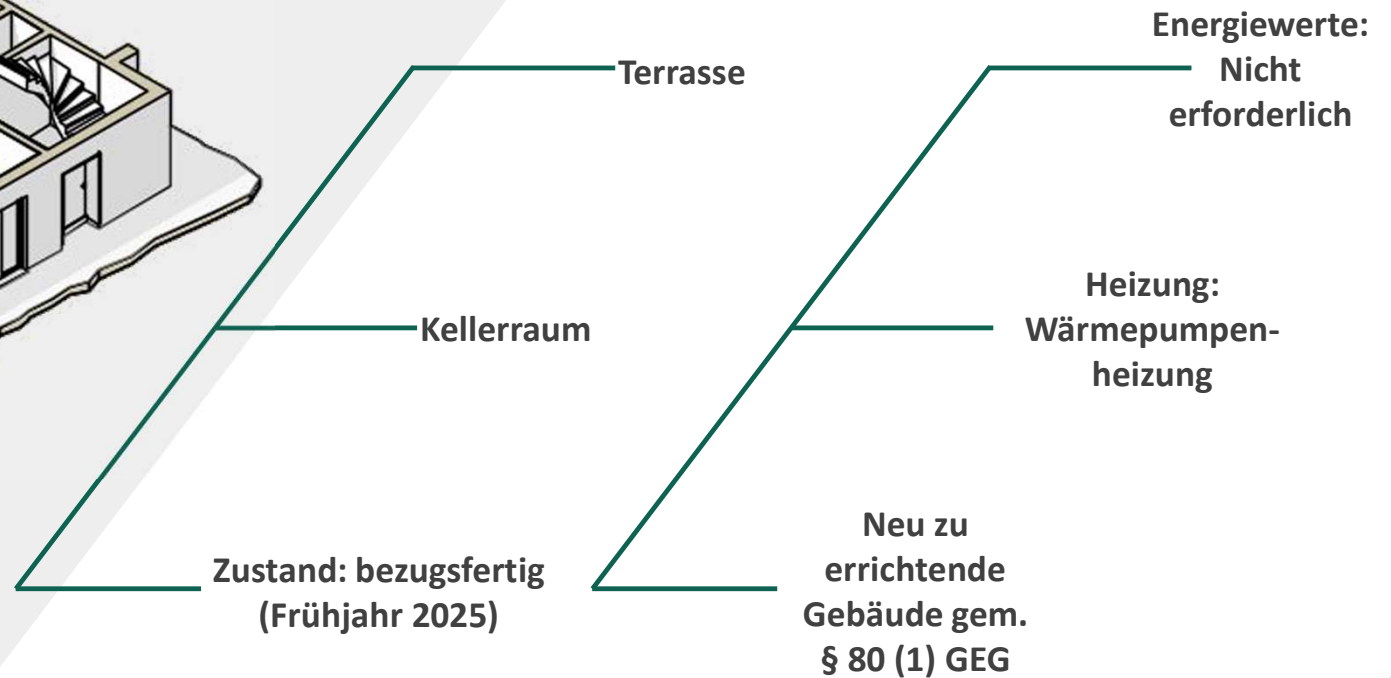 Terrasse
Kellerraum
Zustand: bezugsfertig
(Frühjahr 2025)
Energiewerte:
Nicht
erforderlich
Heizung:
Wärmepumpen-
heizung
Neu zu
errichtende
Gebäude gem.
§ 80 (1) GEG